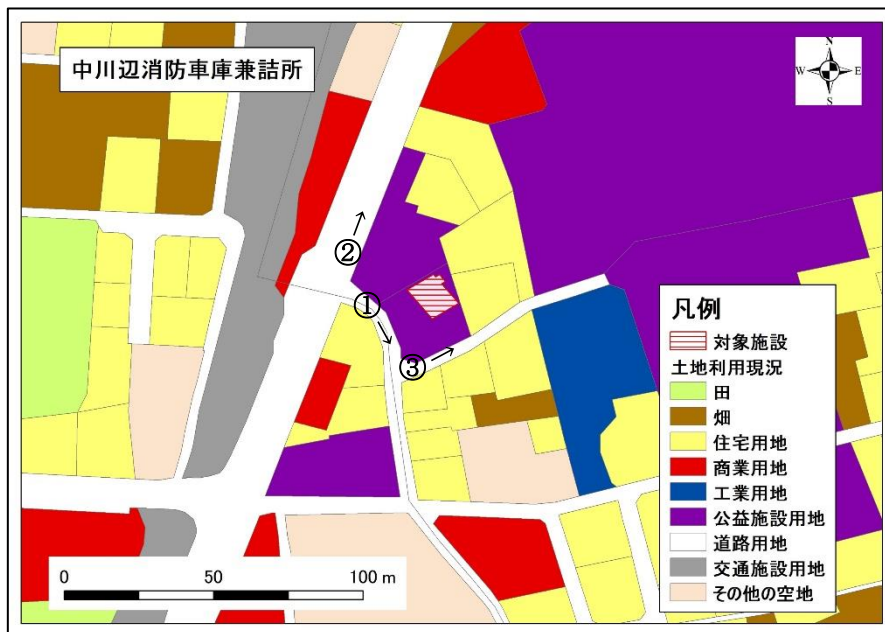 中川辺消防車庫兼詰所
N
W E
S
②
①
③
凡例
対象施設
土地利用現況
田
畑
住宅用地
商業用地
工業用地
公益施設用地
道路用地
交通施設用地
その他の空地
0 50 100 m